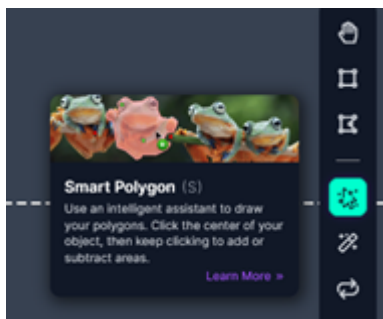 Smart Polygon (S)
Use an intelligent assistant to draw
your polygons. Click the center of your
object, then keep clicking to add or
subtract areas.
Learn More »